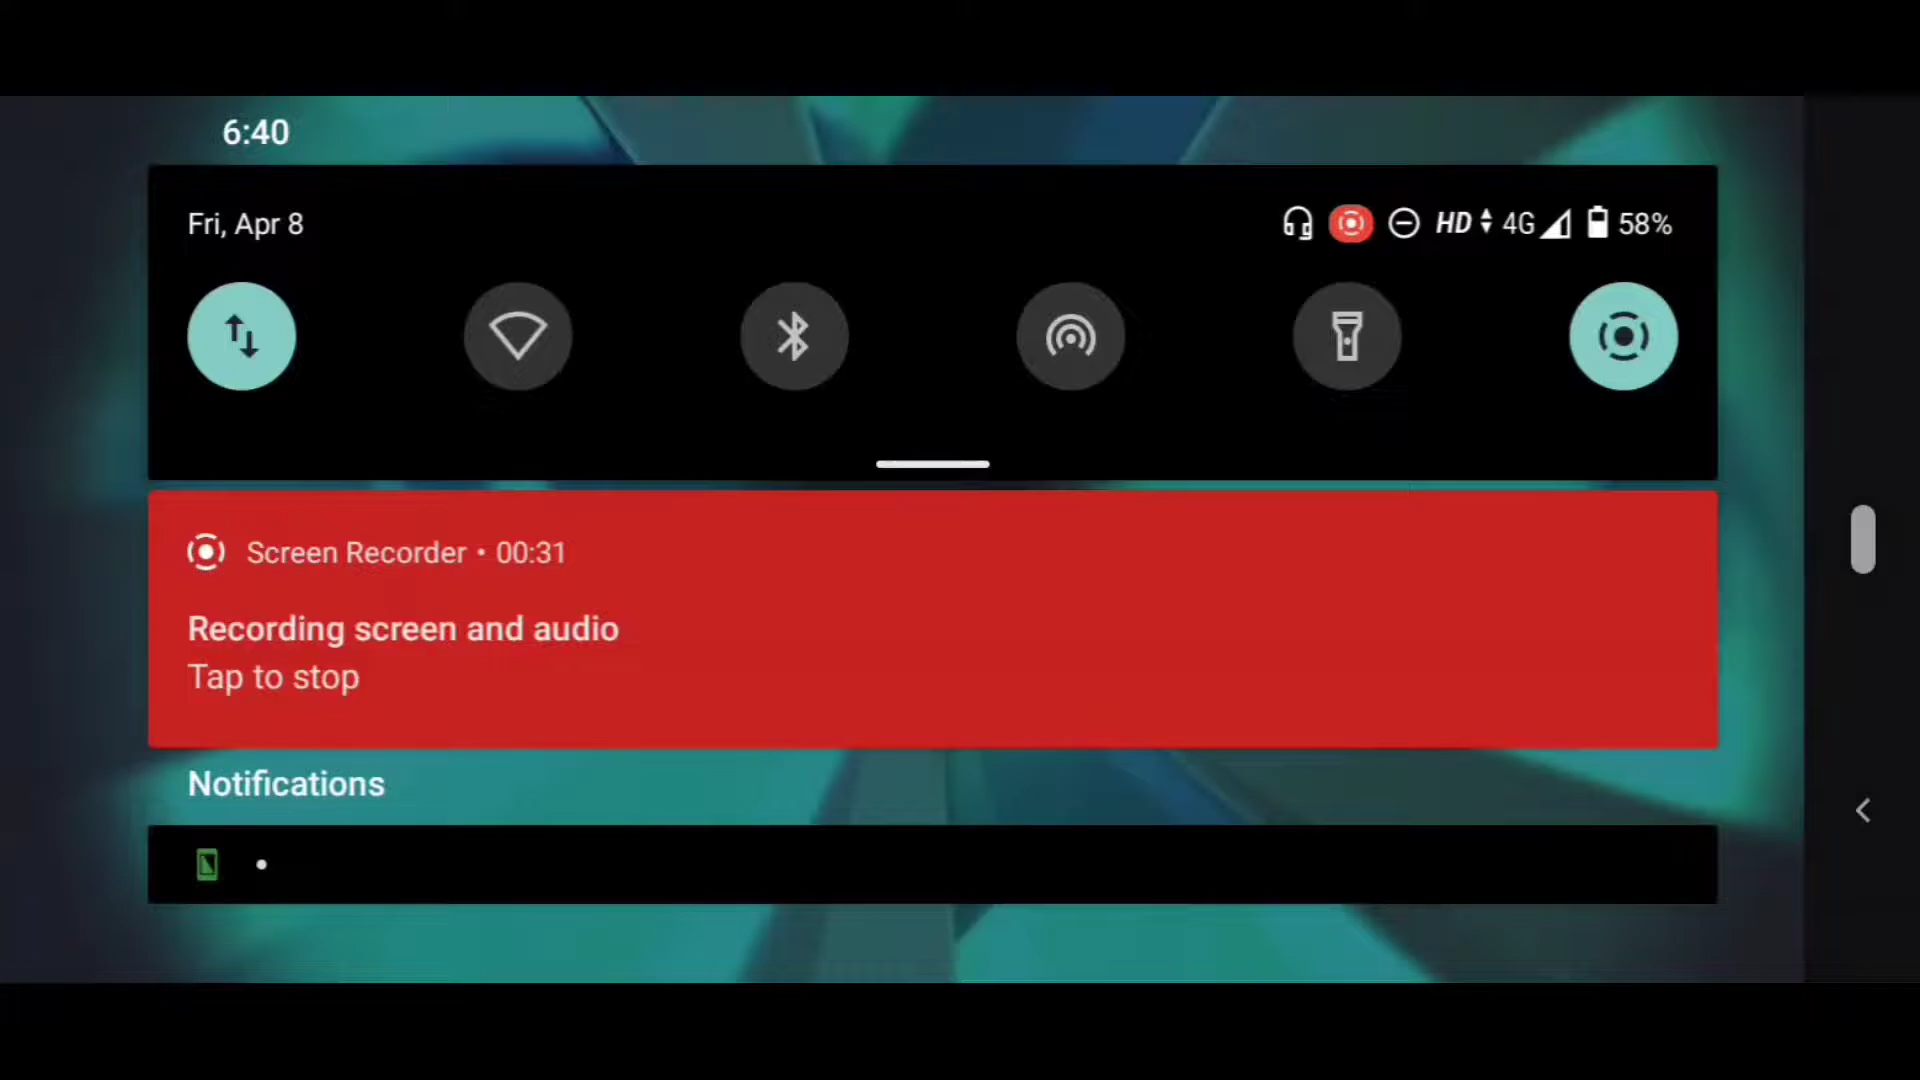 6:40
Fri, Apr 8
HD 4G 58%
Screen Recorder • 00:31
Recording screen and audio
Tap to stop
Notifications